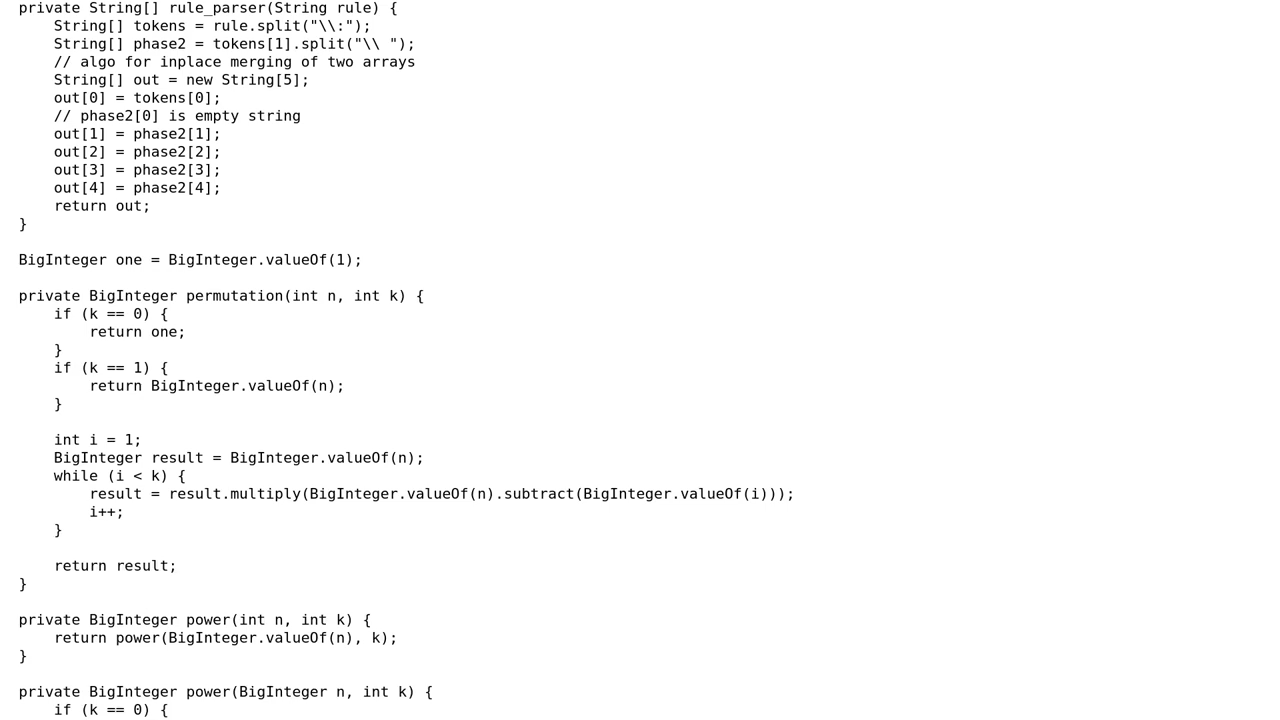 private String[] rule_parser(String rule) {
    String[] tokens = rule.split("\\:");
    String[] phase2 = tokens[1].split("\\ ");
    // algo for inplace merging of two arrays
    String[] out = new String[5];
    out[0] = tokens[0];
    // phase2[0] is empty string
    out[1] = phase2[1];
    out[2] = phase2[2];
    out[3] = phase2[3];
    out[4] = phase2[4];
    return out;
}

BigInteger one = BigInteger.valueOf(1);

private BigInteger permutation(int n, int k) {
    if (k == 0) {
        return one;
    }
    if (k == 1) {
        return BigInteger.valueOf(n);
    }

    int i = 1;
    BigInteger result = BigInteger.valueOf(n);
    while (i < k) {
        result = result.multiply(BigInteger.valueOf(n).subtract(BigInteger.valueOf(i)));
        i++;
    }

    return result;
}

private BigInteger power(int n, int k) {
    return power(BigInteger.valueOf(n), k);
}

private BigInteger power(BigInteger n, int k) {
    if (k == 0) {